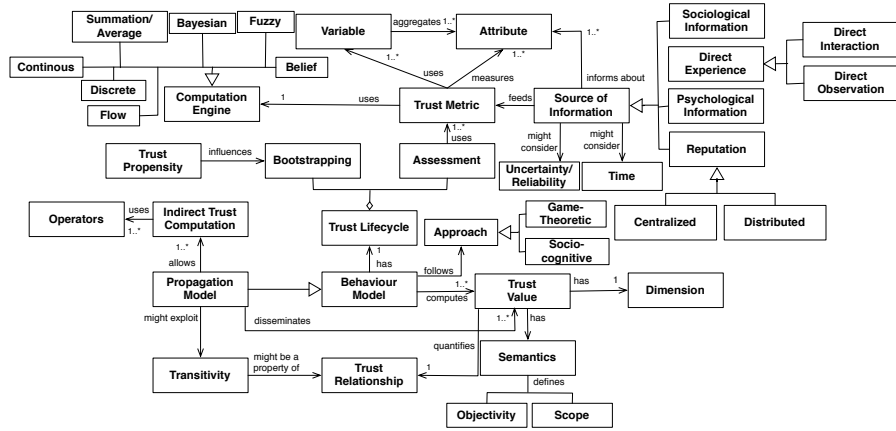 Summation/
Average
Bayesian
Fuzzy
Continous
Belief
Discrete
Flow
Computation
Engine
Variable
aggregates
1..*
Attribute
1..*
1..*
1..*
uses
measures
informs about
1
uses
Trust Metric
feeds
Source of
Information
Sociological
Information
Direct
Experience
Direct
Interaction
Direct
Observation
Psychological
Information
Reputation
Centralized
Distributed
1..*
uses
might
consider
might
consider
Uncertainty/
Reliability
Time
Trust
Propensity
influences
Bootstrapping
Assessment
Operators
uses
1..*
Indirect Trust
Computation
Trust Lifecycle
Approach
Game-
Theoretic
Socio-
cognitive
1..*
allows
1
has
follows
Propagation
Model
Behaviour
Model
1..*
computes
Trust
Value
has
1
Dimension
might exploit
disseminates
1..*
has
quantifies
Semantics
Transitivity
might be a
property of
Trust
Relationship
1
defines
Objectivity
Scope